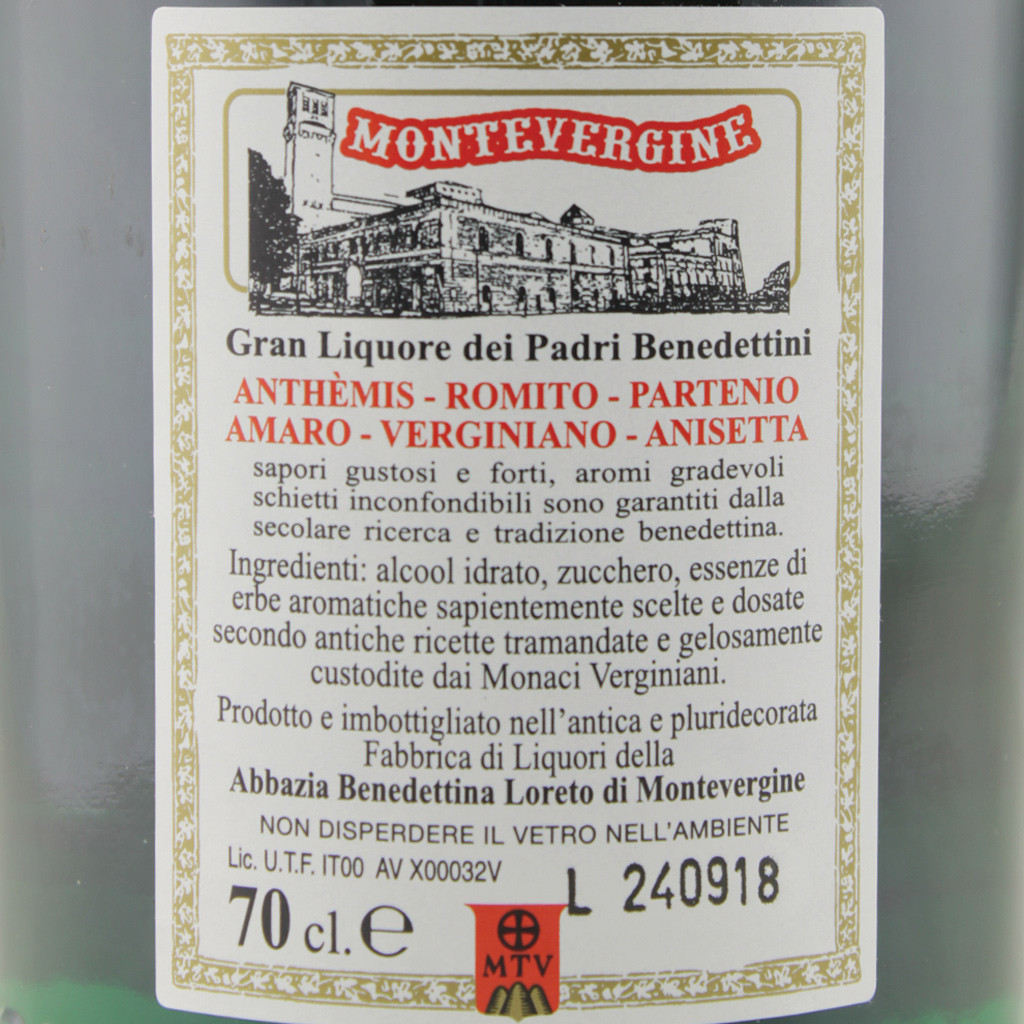 MONTEVERGINE
Gran Liquore dei Padri Benedettini
ANTHÈMIS - ROMITO - PARTENIO
AMARO - VERGINIANO - ANISETTA
sapori gustosi e forti, aromi gradevoli
schietti inconfondibili sono garantiti dalla
secolare ricerca e tradizione benedettina.
Ingredienti: alcool idrato, zucchero, essenze di
erbe aromatiche sapientemente scelte e dosate
secondo antiche ricette tramandate e gelosamente
custodite dai Monaci Verginiani.
Prodotto e imbottigliato nell'antica e pluridecorata
Fabbrica di Liquori della
Abbazia Benedettina Loreto di Montevergine
NON DISPERDERE IL VETRO NELL'AMBIENTE
Lic. U.T.F. IT00 AV X00032V
L 240918
70 cl. e
MTV